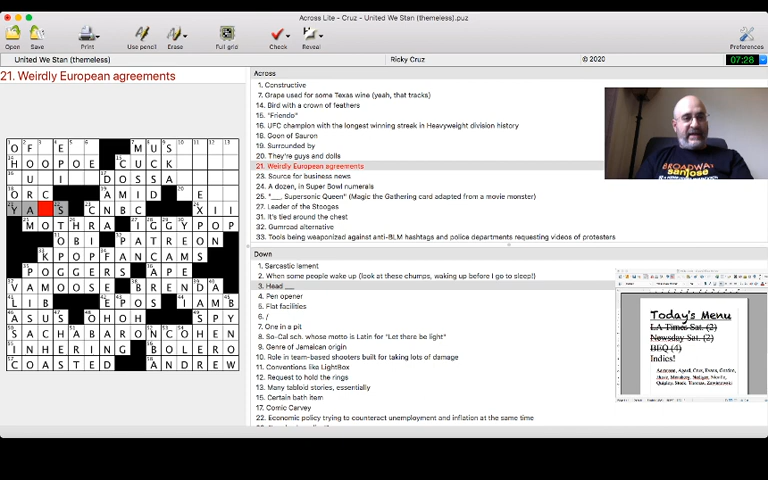 Across Lite - Cruz - United We Stan (themeless).puz
Open
Save
Print
Use pencil
Erase
Full grid
Check
Reveal
Preferences
United We Stan (themeless)
Ricky Cruz
© 2020
07:28
21. Weirdly European agreements
Across
1. Constructive
7. Grape used for some Texas wine (yeah, that tracks)
14. Bird with a crown of feathers
15. "Friendo"
16. UFC champion with the longest winning streak in Heavyweight division history
18. Goon of Sauron
19. Surrounded by
20. They're guys and dolls
21. Weirdly European agreements
23. Source for business news
24. A dozen, in Super Bowl numerals
25. "___ Supersonic Queen" (Magic the Gathering card adapted from a movie monster)
27. Leader of the Stooges
31. It's tied around the chest
32. Gumroad alternative
33. Tools being weaponized against anti-BLM hashtags and police departments requesting videos of protesters
Down
1. Sarcastic lament
2. When some people wake up (look at these chumps, waking up before I go to sleep!)
3. Head ___
4. Pen opener
5. Flat facilities
6. /
7. One in a pit
8. So-Cal sch. whose motto is Latin for "Let there be light"
9. Genre of Jamaican origin
10. Role in team-based shooters built for taking lots of damage
11. Conventions like LightBox
12. Request to hold the rings
13. Many tabloid stories, essentially
15. Certain bath item
17. Comic Carvey
22. Economic policy trying to counteract unemployment and inflation at the same time
O F E M U S
H O O P O E C U C K
U I D O S S A
O R C A M I D E
Y A S C N B C X I I
M O T H R A I G G Y P O P
O B I P A T R E O N
K P O P F A N C A M S
P O G G E R S A P E
V A M O O S E B R E N D A
L I B E P O S I A M B
A S U S O H O H S P Y
S A C H A B A R O N C O H E N
I N H E R I N G B O L E R O
C O A S T E D A N D R E W
BROADWAY
sanjose
Today's Menu
LA Times Sat. (2)
Newsday Sat. (2)
BEQ (4)
Indies!